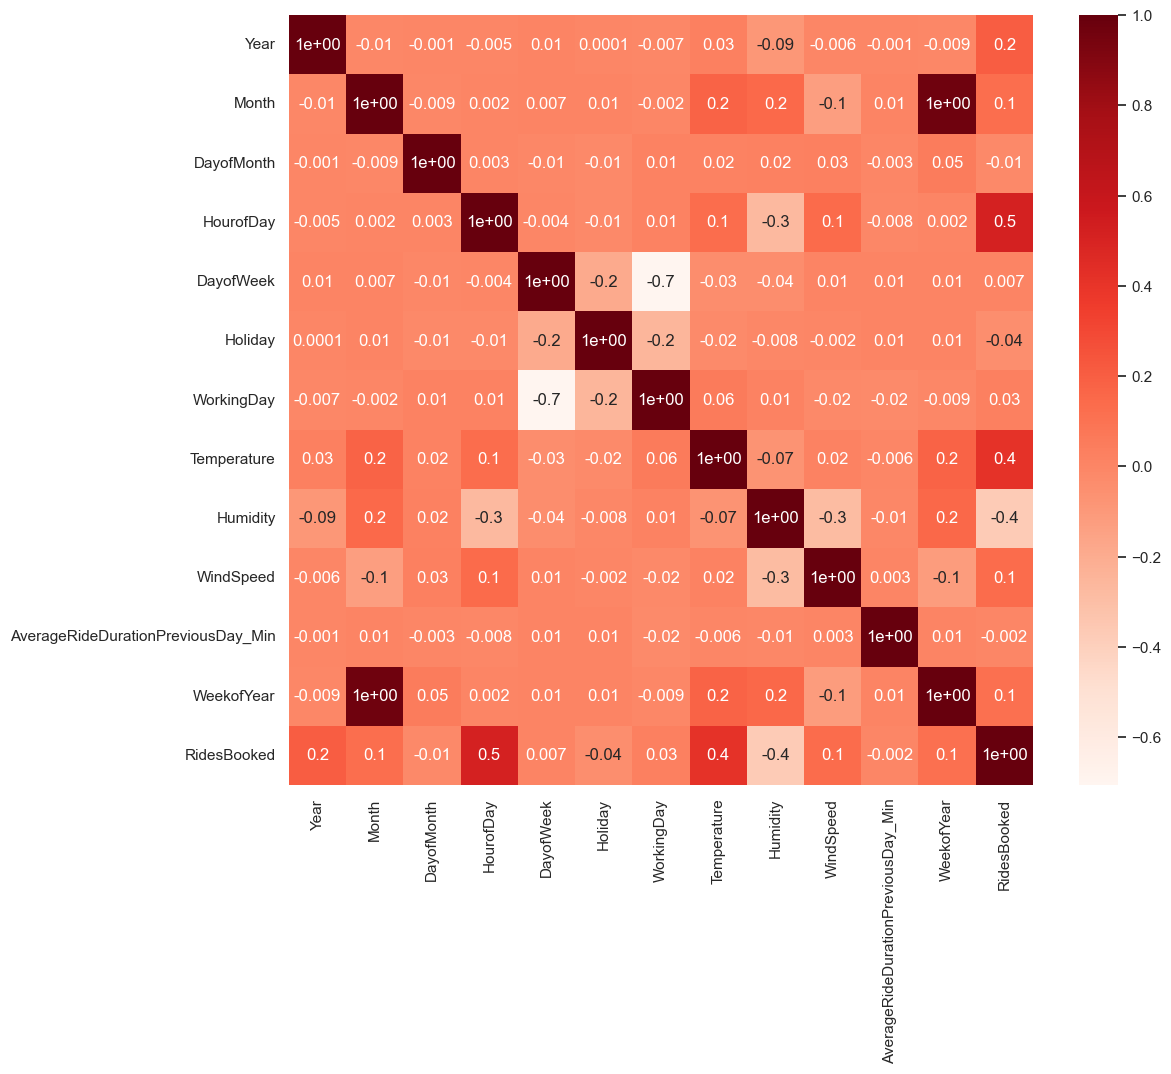 Year 1e+00 -0.01 -0.001 -0.005 0.01 0.0001 -0.007 0.03 -0.09 -0.006 -0.001 -0.009 0.2
Month -0.01 1e+00 -0.009 0.002 0.007 0.01 -0.002 0.2 0.2 -0.1 0.01 1e+00 0.1
DayofMonth -0.001 -0.009 1e+00 0.003 -0.01 -0.01 0.01 0.02 0.02 0.03 -0.003 0.05 -0.01
HourofDay -0.005 0.002 0.003 1e+00 -0.004 -0.01 0.01 0.1 -0.3 0.1 -0.008 0.002 0.5
DayofWeek 0.01 0.007 -0.01 -0.004 1e+00 -0.2 -0.7 -0.03 -0.04 0.01 0.01 0.01 0.007
Holiday 0.0001 0.01 -0.01 -0.01 -0.2 1e+00 -0.2 -0.02 -0.008 -0.002 0.01 0.01 -0.04
WorkingDay -0.007 -0.002 0.01 0.01 -0.7 -0.2 1e+00 0.06 0.01 -0.02 -0.02 -0.009 0.03
Temperature 0.03 0.2 0.02 0.1 -0.03 -0.02 0.06 1e+00 -0.07 0.02 -0.006 0.2 0.4
Humidity -0.09 0.2 0.02 -0.3 -0.04 -0.008 0.01 -0.07 1e+00 -0.3 -0.01 0.2 -0.4
WindSpeed -0.006 -0.1 0.03 0.1 0.01 -0.002 -0.02 0.02 -0.3 1e+00 0.003 -0.1 0.1
AverageRideDurationPreviousDay_Min -0.001 0.01 -0.003 -0.008 0.01 0.01 -0.02 -0.006 -0.01 0.003 1e+00 0.01 -0.002
WeekofYear -0.009 1e+00 0.05 0.002 0.01 0.01 -0.009 0.2 0.2 -0.1 0.01 1e+00 0.1
RidesBooked 0.2 0.1 -0.01 0.5 0.007 -0.04 0.03 0.4 -0.4 0.1 -0.002 0.1 1e+00
Year
Month
DayofMonth
HourofDay
DayofWeek
Holiday
WorkingDay
Temperature
Humidity
WindSpeed
AverageRideDurationPreviousDay_Min
WeekofYear
RidesBooked
1.0
0.8
0.6
0.4
0.2
0.0
−0.2
−0.4
−0.6